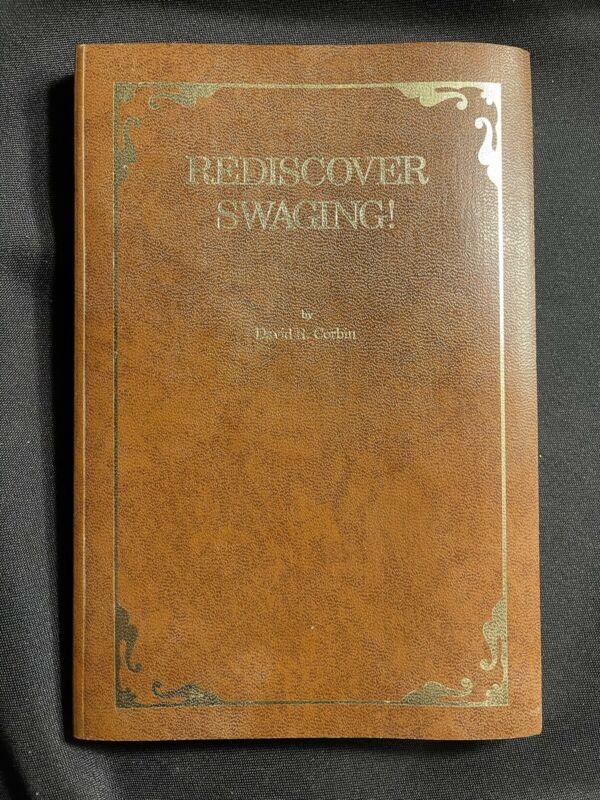 REDISCOVER
SWAGING!
by
David R. Corbin